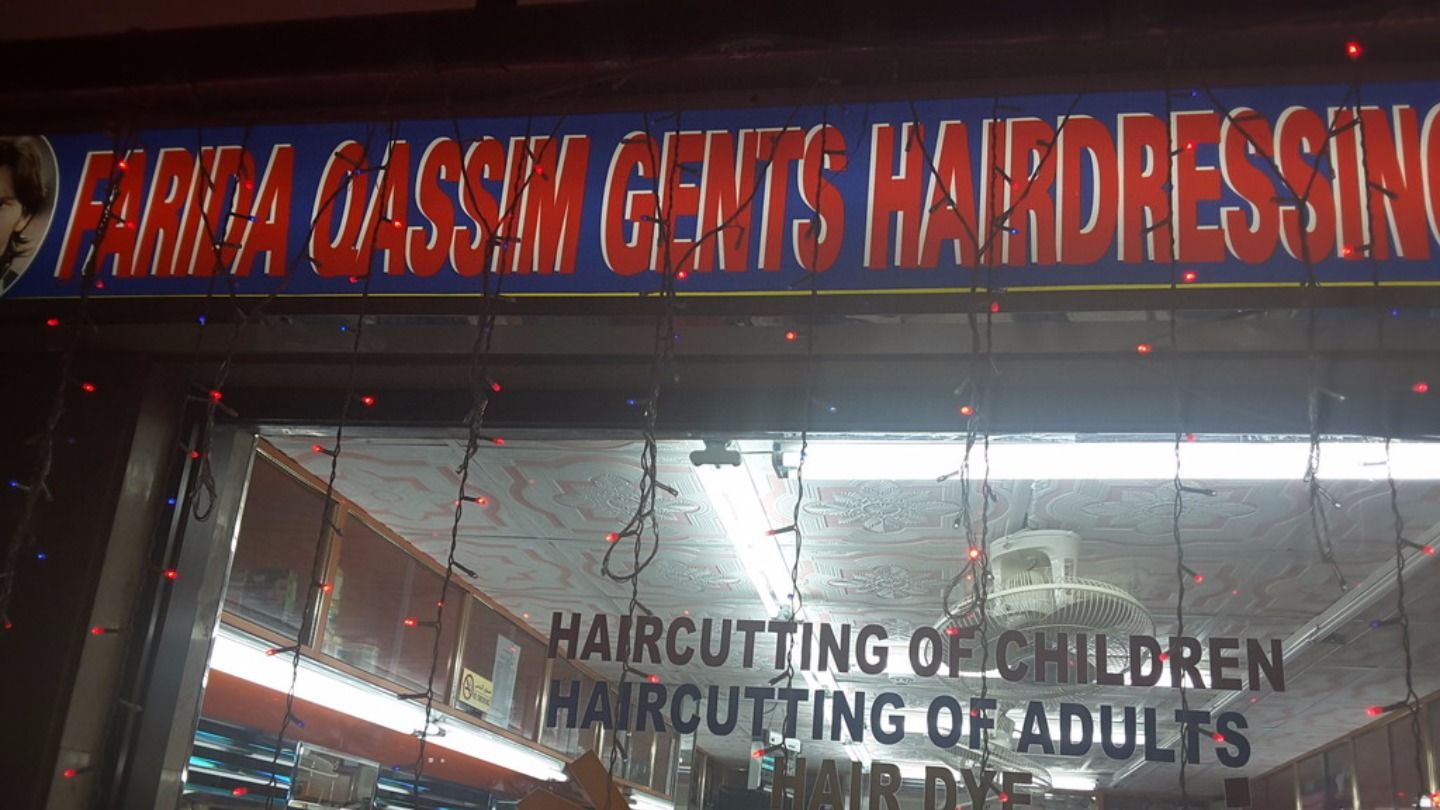 FARIDA QASSIM GENTS HAIRDRESSING
HAIRCUTTING OF CHILDREN
HAIRCUTTING OF ADULTS
HAIR DYE